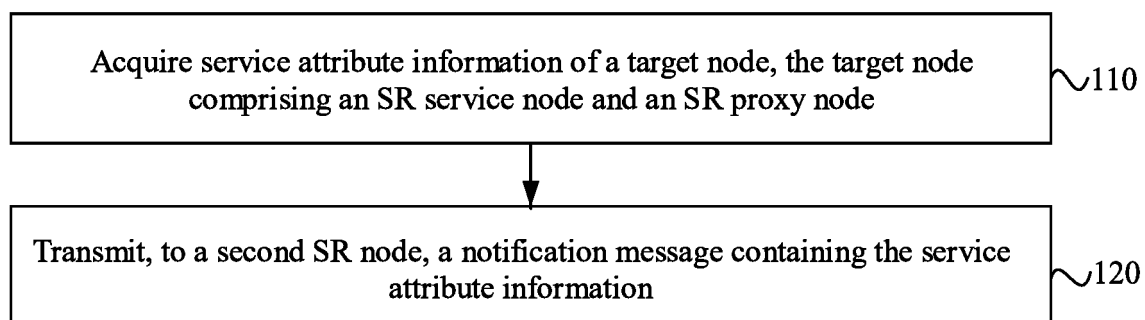 Acquire service attribute information of a target node, the target node
comprising an SR service node and an SR proxy node
110
Transmit, to a second SR node, a notification message containing the service
attribute information
120